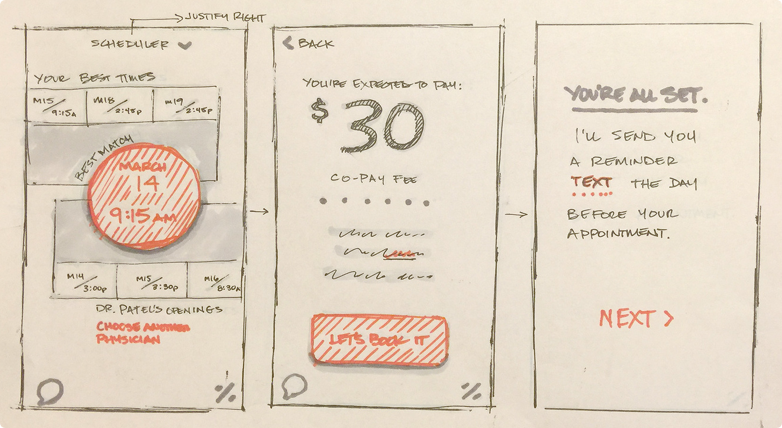 JUSTIFY RIGHT
SCHEDULER
YOUR BEST TIMES
M15/9:15A
M18/2:45P
M19/2:45P
BEST MATCH
MARCH
14
9:15 AM
M14/3:00P
M15/3:30P
M16/8:30A
DR. PATEL'S OPENINGS
CHOOSE ANOTHER
PHYSICIAN
%
< BACK
YOU'RE EXPECTED TO PAY:
$30
CO-PAY FEE
LET'S BOOK IT
%
YOU'RE ALL SET.
I'LL SEND YOU
A REMINDER
TEXT THE DAY
BEFORE YOUR
APPOINTMENT.
NEXT >